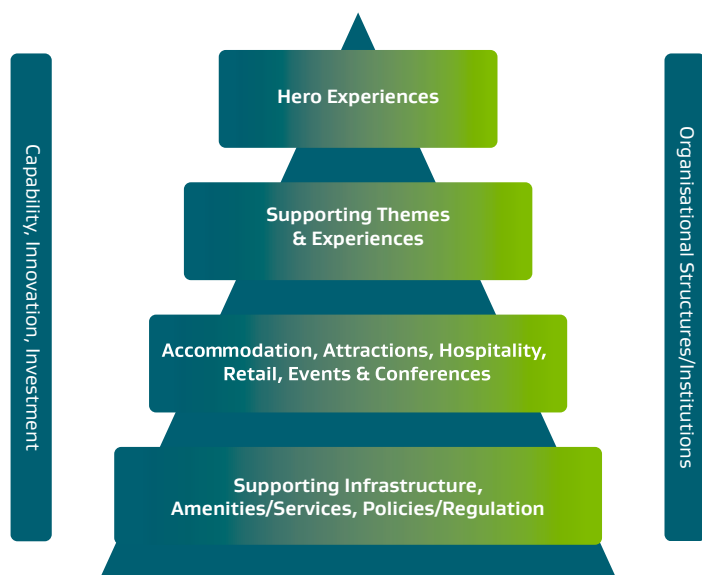 Hero Experiences
Supporting Themes
& Experiences
Accommodation, Attractions, Hospitality,
Retail, Events & Conferences
Supporting Infrastructure,
Amenities/Services, Policies/Regulation
Capability, Innovation, Investment
Organisational Structures/Institutions